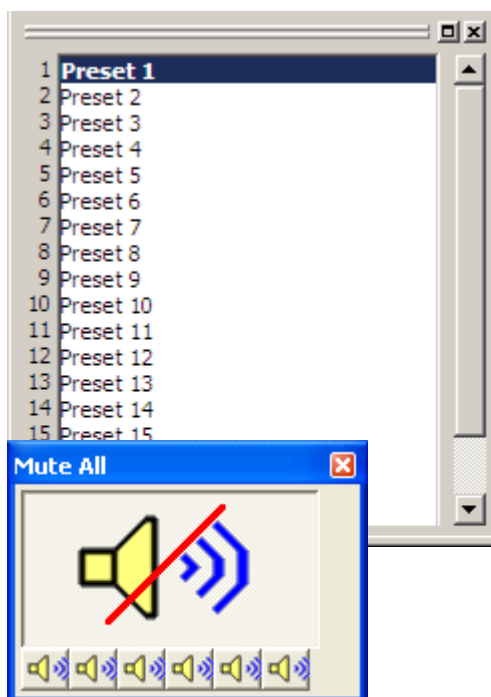 1 Preset 1
2 Preset 2
3 Preset 3
4 Preset 4
5 Preset 5
6 Preset 6
7 Preset 7
8 Preset 8
9 Preset 9
10 Preset 10
11 Preset 11
12 Preset 12
13 Preset 13
14 Preset 14
15 Preset 15
Mute All